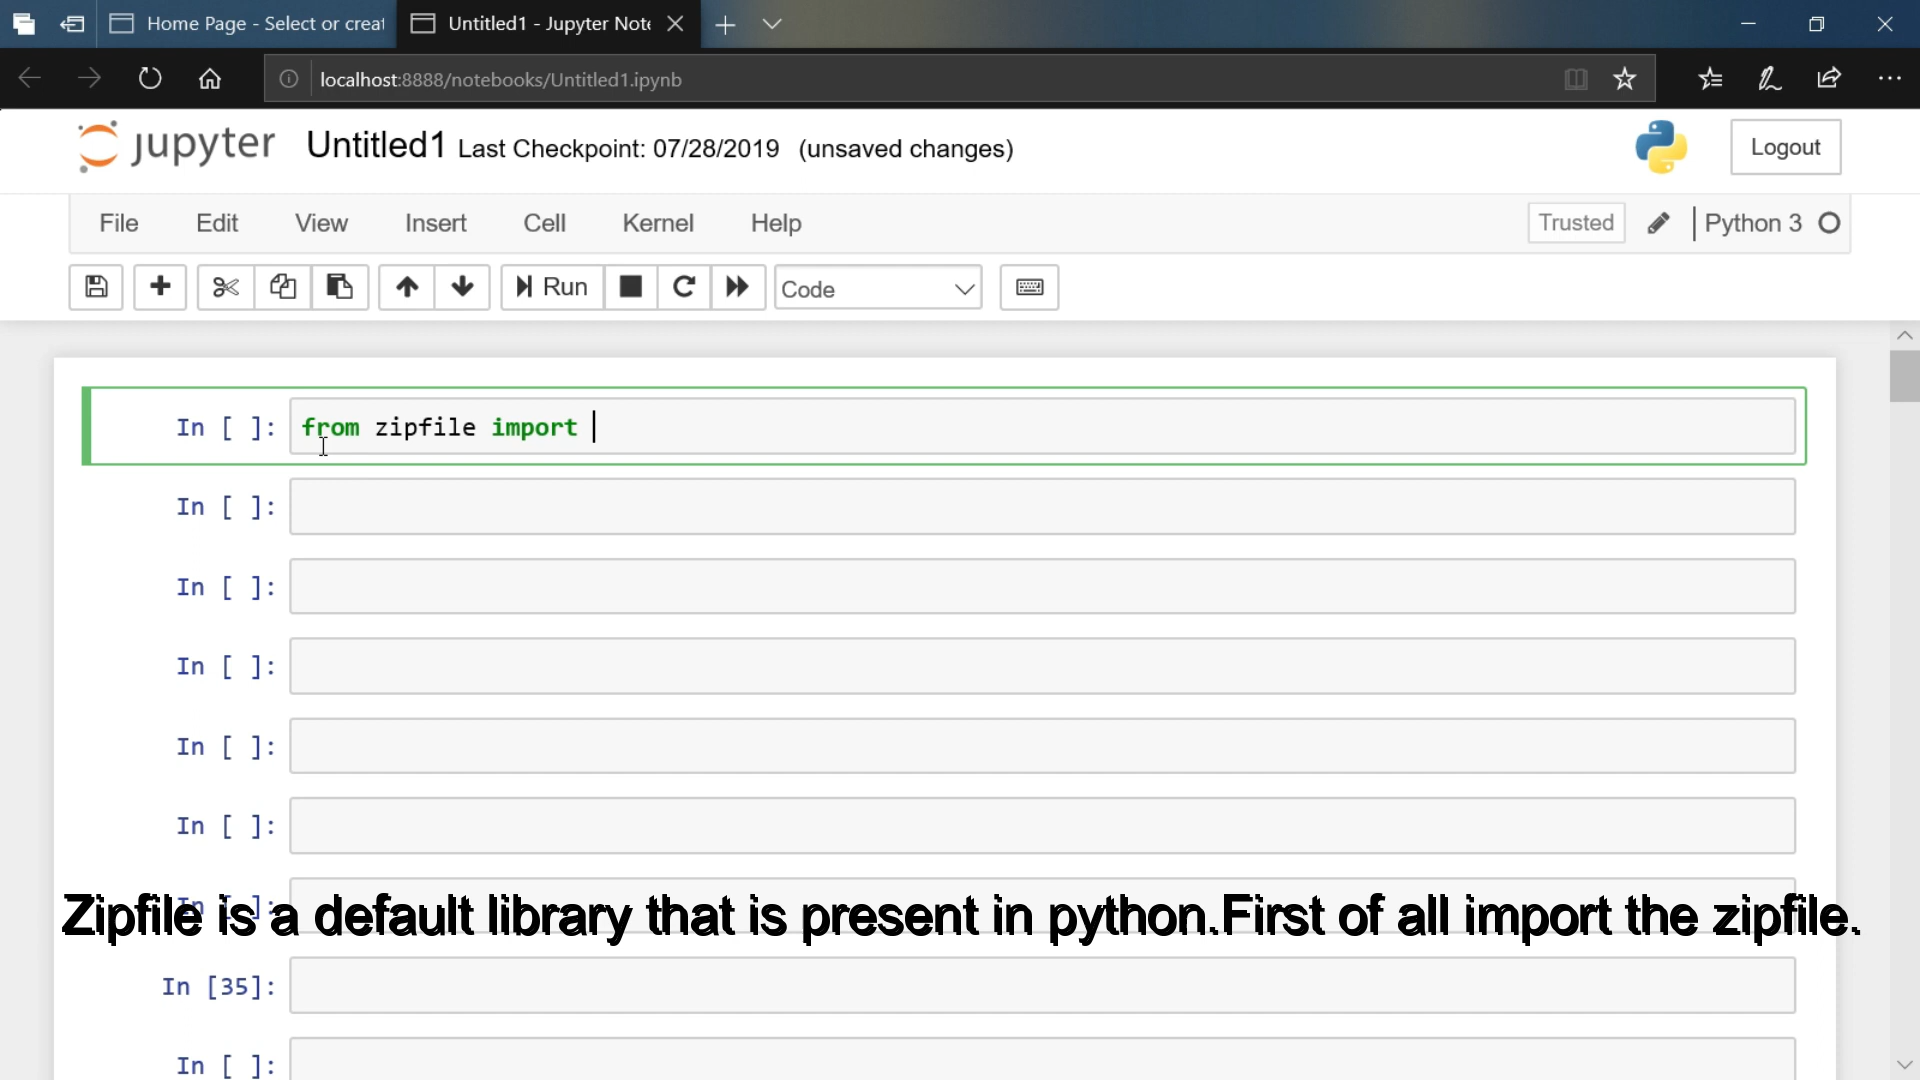 Home Page - Select or creat
Untitled1 - Jupyter Note
localhost:8888/notebooks/Untitled1.ipynb
jupyter Untitled1 Last Checkpoint: 07/28/2019 (unsaved changes)
Logout
File Edit View Insert Cell Kernel Help
Trusted Python 3
Run Code
In [ ]: from zipfile import
In [ ]:
In [ ]:
In [ ]:
In [ ]:
In [ ]:
In [ ]:
Zipfile is a default library that is present in python.First of all import the zipfile.
In [35]:
In [ ]: